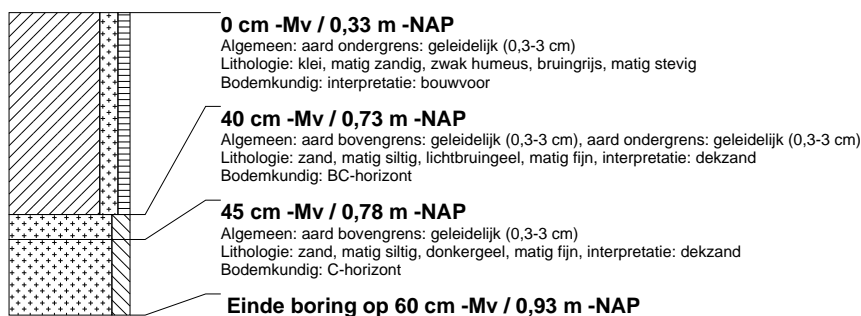 0 cm -Mv / 0,33 m -NAP
Algemeen: aard ondergrens: geleidelijk (0,3-3 cm)
Lithologie: klei, matig zandig, zwak humeus, bruingrijs, matig stevig
Bodemkundig: interpretatie: bouwvoor
40 cm -Mv / 0,73 m -NAP
Algemeen: aard bovengrens: geleidelijk (0,3-3 cm), aard ondergrens: geleidelijk (0,3-3 cm)
Lithologie: zand, matig siltig, lichtbruingeel, matig fijn, interpretatie: dekzand
Bodemkundig: BC-horizont
45 cm -Mv / 0,78 m -NAP
Algemeen: aard bovengrens: geleidelijk (0,3-3 cm)
Lithologie: zand, matig siltig, donkergeel, matig fijn, interpretatie: dekzand
Bodemkundig: C-horizont
Einde boring op 60 cm -Mv / 0,93 m -NAP